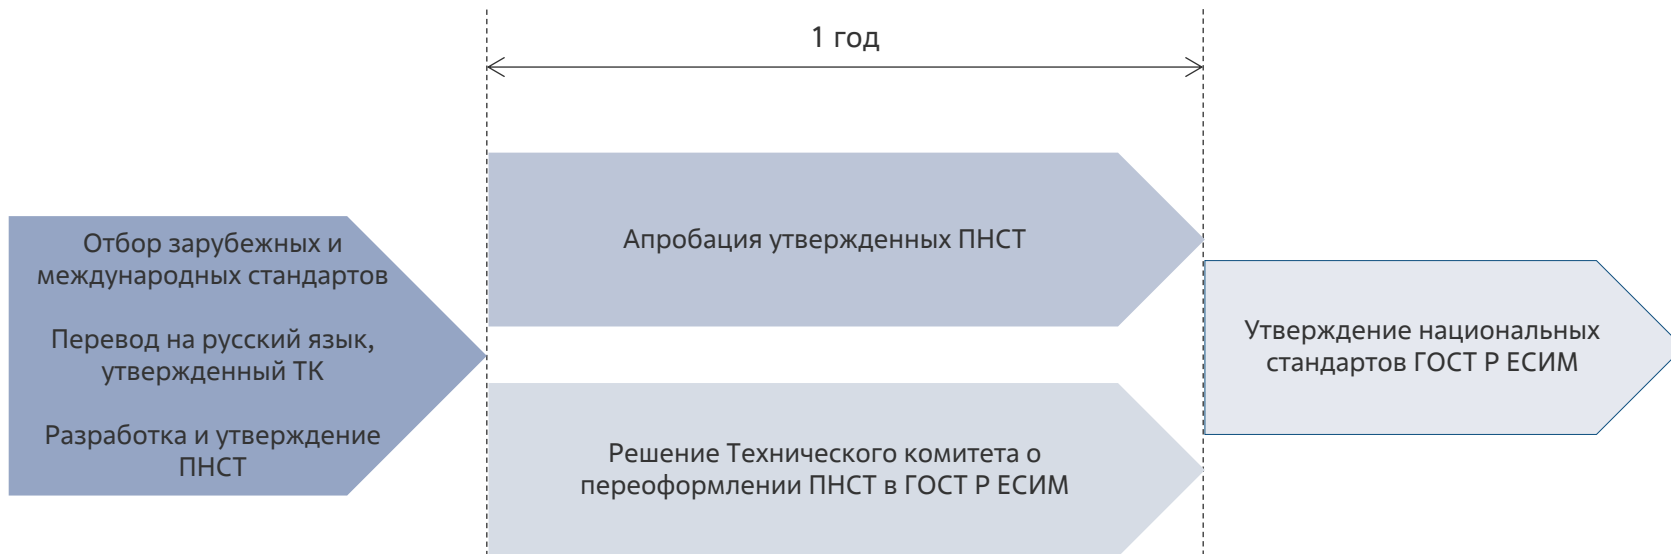 1 год
Отбор зарубежных и
международных стандартов
Перевод на русский язык,
утвержденный ТК
Разработка и утверждение
ПНСТ
Апробация утвержденных ПНСТ
Решение Технического комитета о
переоформлении ПНСТ в ГОСТ Р ЕСИМ
Утверждение национальных
стандартов ГОСТ Р ЕСИМ